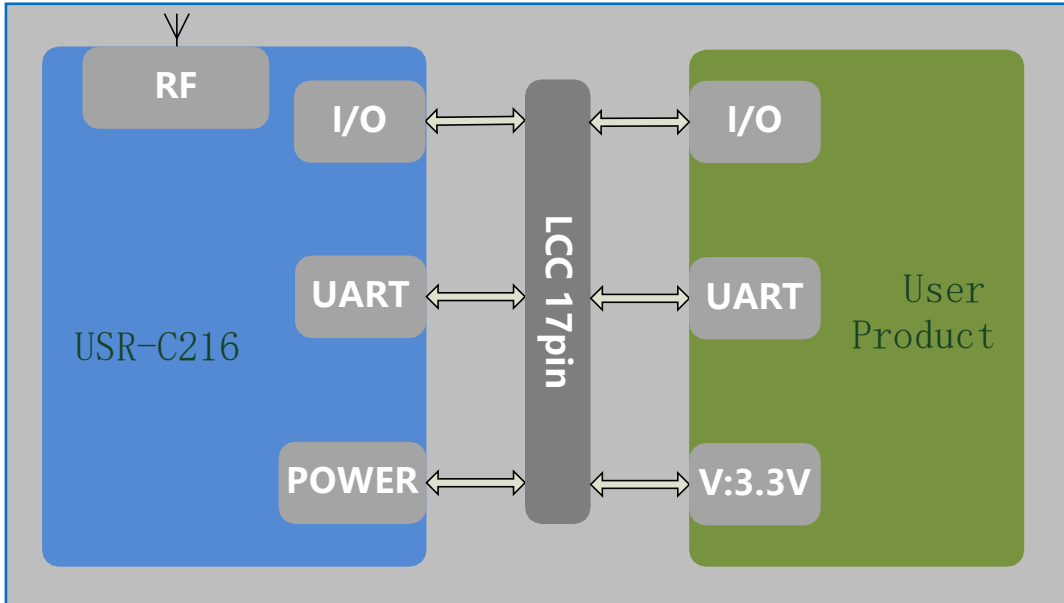 RF
I/O
UART
USR-C216
POWER
LCC 17pin
I/O
UART
User
Product
V:3.3V